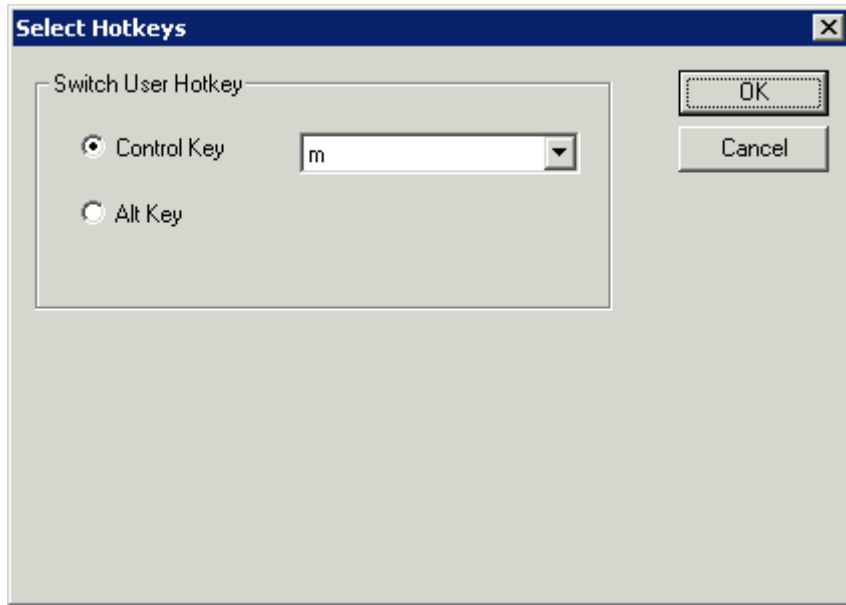 Select Hotkeys
Switch User Hotkey
OK
Control Key
m
Cancel
Alt Key